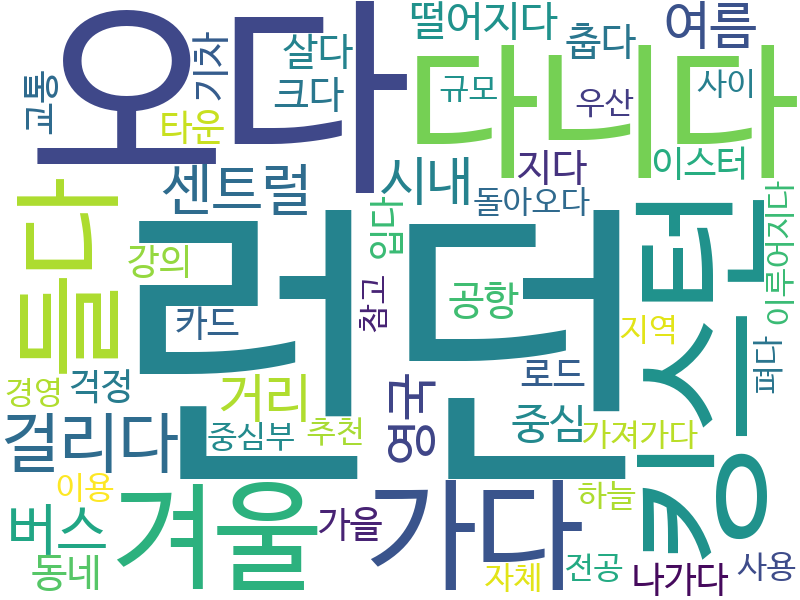 오다
떨어지다
여름
춥다
기차
살다
다니다
크다
규모
사이
교통
우산
타운
지다
이스터
센트럴
시내
돌아오다
들다
런던
킹스턴
입다
이루어지다
강의
공항
참고
카드
지역
펴다
걱정
경영
거리
로드
영국
중심
걸리다
중심부
추천
가져가다
이용
겨울
가다
하늘
버스
가을
동네
자체
전공
나가다
사용